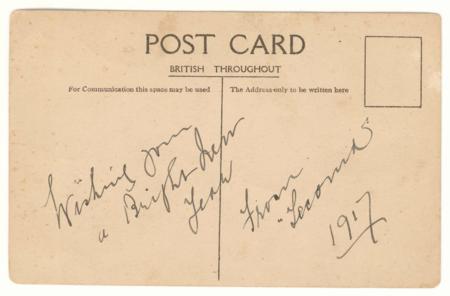 POST CARD
BRITISH THROUGHOUT
For Communication this space may be used
The Address only to be written here
Wishing you
a Bright New
Year
From
"Leconia"
1917